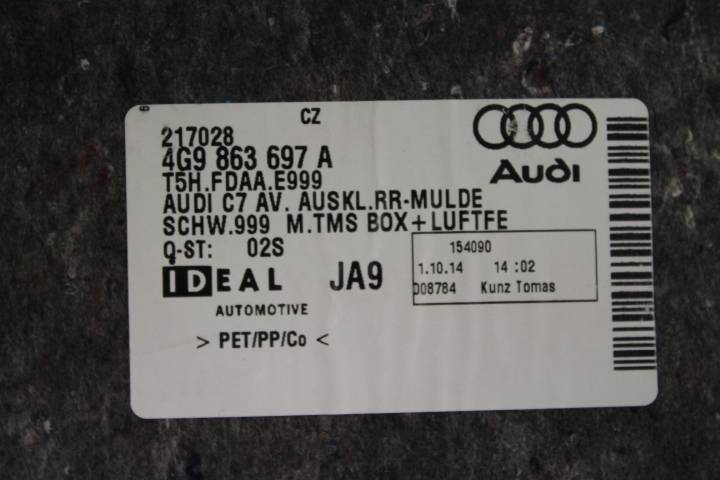 CZ
217028
4G9 863 697 A
T5H.FDAA.E999
AUDI C7 AV. AUSKL.RR-MULDE
SCHW.999 M.TMS BOX+LUFTFE
Q-ST: 02S
IDEAL
AUTOMOTIVE
JA9
> PET/PP/Co <
Audi
154090
1.10.14 14:02
008784 Kunz Tomas